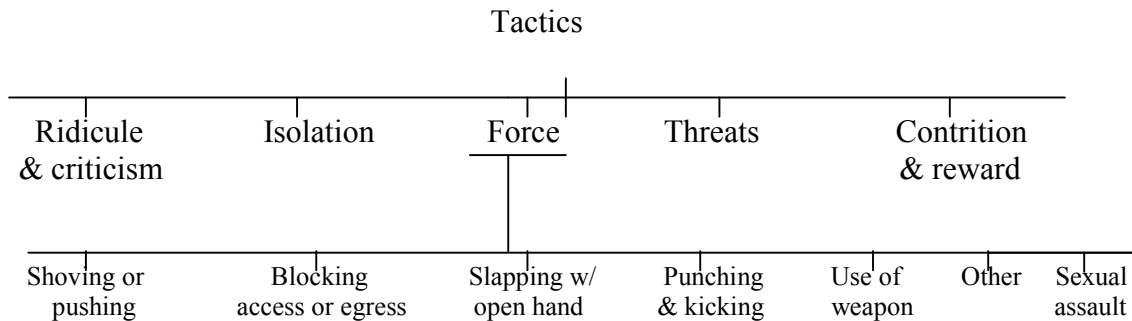 Tactics
Ridicule
& criticism
Isolation
Force
Threats
Contrition
& reward
Shoving or
pushing
Blocking
access or egress
Slapping w/
open hand
Punching
& kicking
Use of
weapon
Other
Sexual
assault